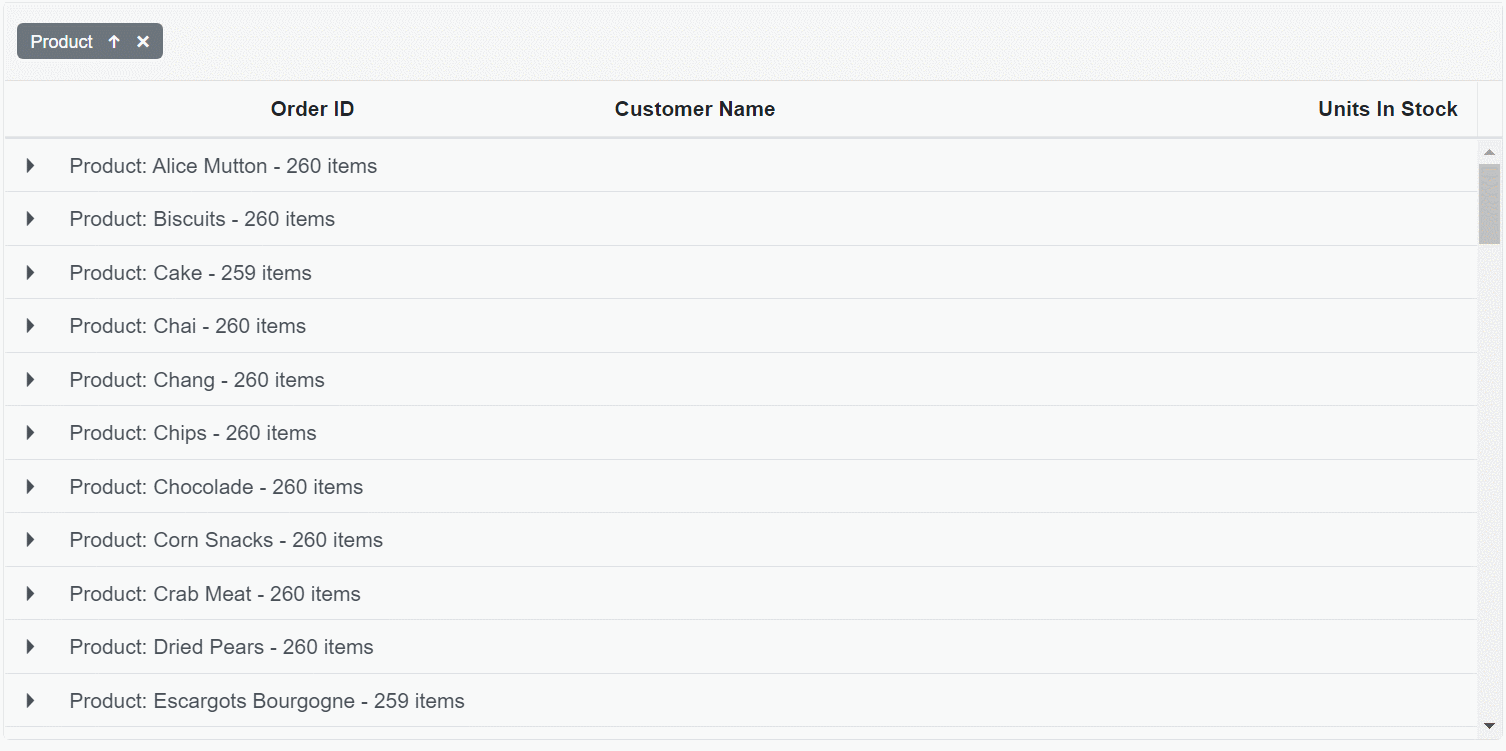 Product
Order ID Customer Name Units In Stock
Product: Alice Mutton - 260 items
Product: Biscuits - 260 items
Product: Cake - 259 items
Product: Chai - 260 items
Product: Chang - 260 items
Product: Chips - 260 items
Product: Chocolade - 260 items
Product: Corn Snacks - 260 items
Product: Crab Meat - 260 items
Product: Dried Pears - 260 items
Product: Escargots Bourgogne - 259 items